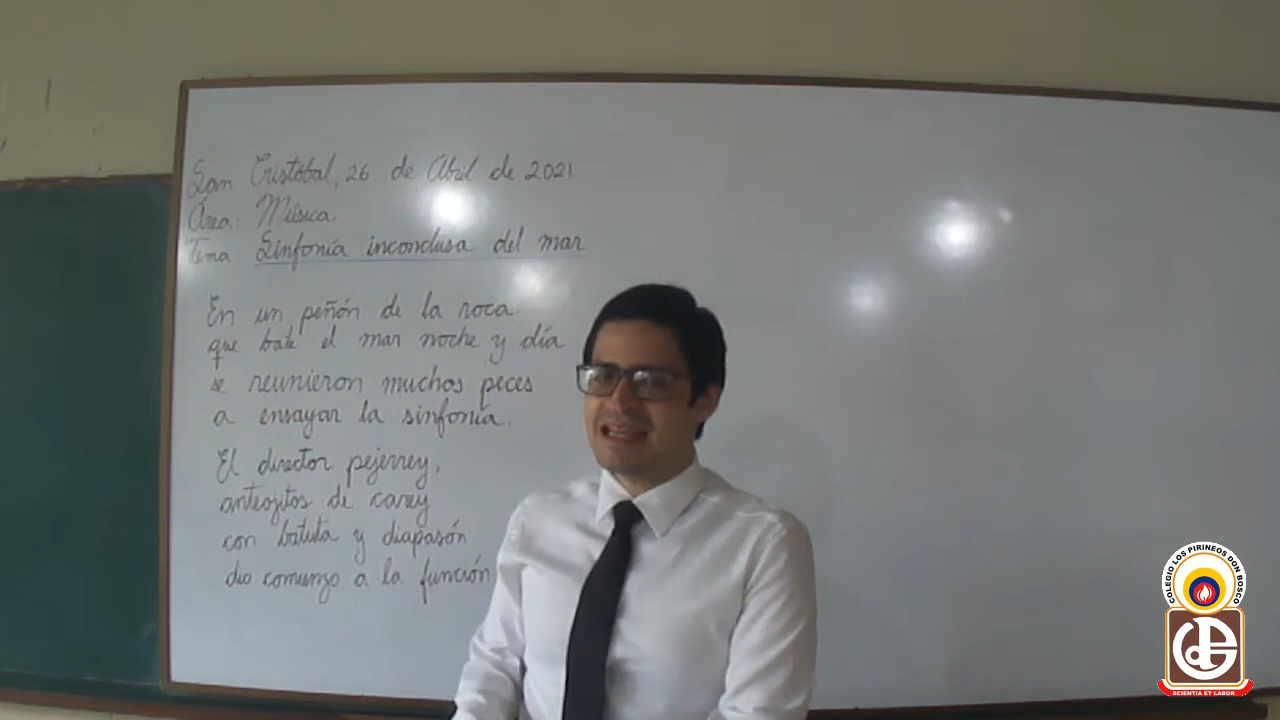 San Cristóbal, 26 de Abril de 2021
Área: Música.
Tema Sinfonía inconclusa del mar
En un peñón de la roca
que bate el mar noche y día
se reunieron muchos peces
a ensayar la sinfonía.
El director pejerrey,
anteojitos de carey
con batuta y diapasón
dio comienzo a la función
COLEGIO LOS PIRINEOS DON BOSCO
SCIENTIA ET LABOR